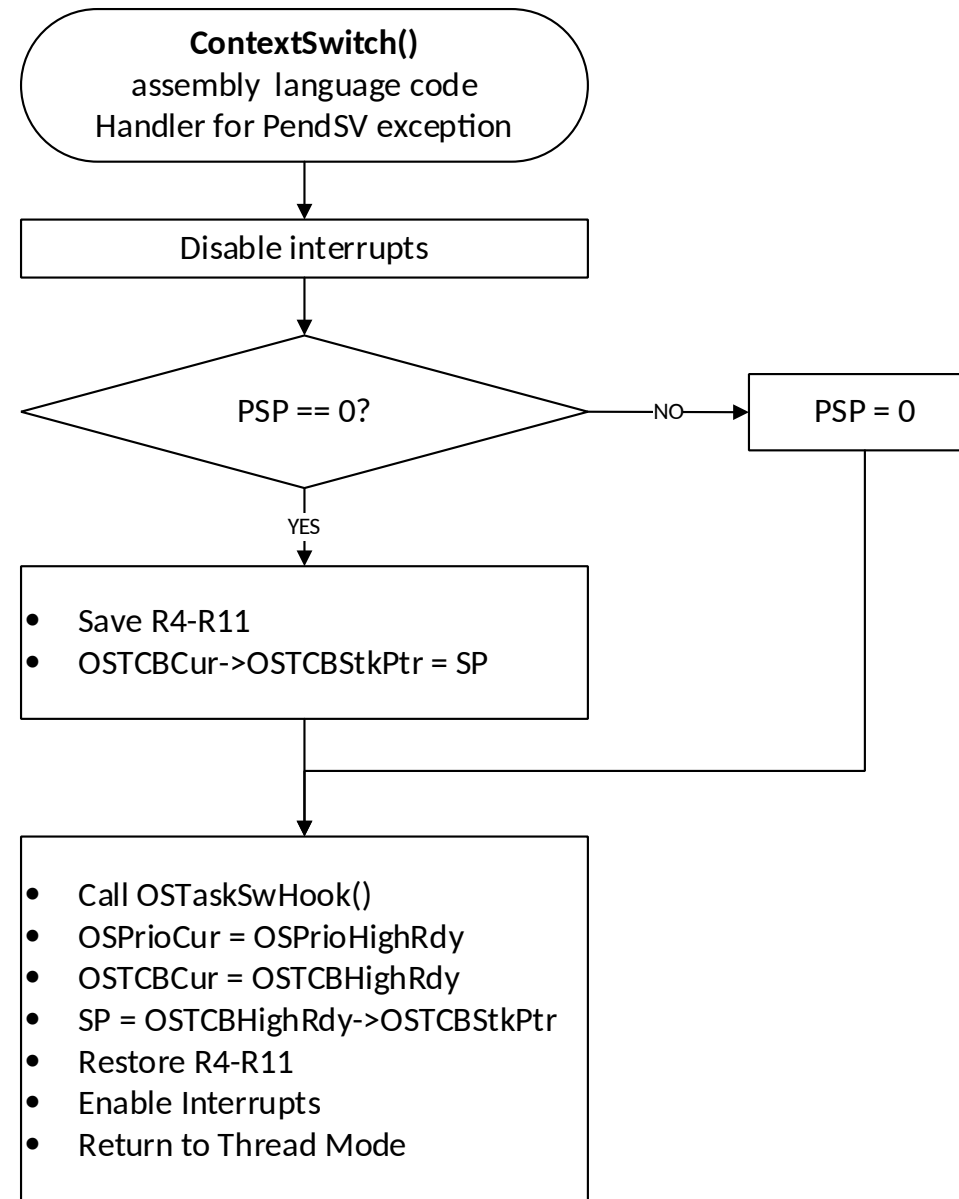 ContextSwitch()
assembly language code
Handler for PendSV exception
Disable interrupts
PSP == 0?
NO
PSP = 0
YES
• Save R4-R11
• OSTCBCur->OSTCBStkPtr = SP
• Call OSTaskSwHook()
• OSPrioCur = OSPrioHighRdy
• OSTCBCur = OSTCBHighRdy
• SP = OSTCBHighRdy->OSTCBStkPtr
• Restore R4-R11
• Enable Interrupts
• Return to Thread Mode